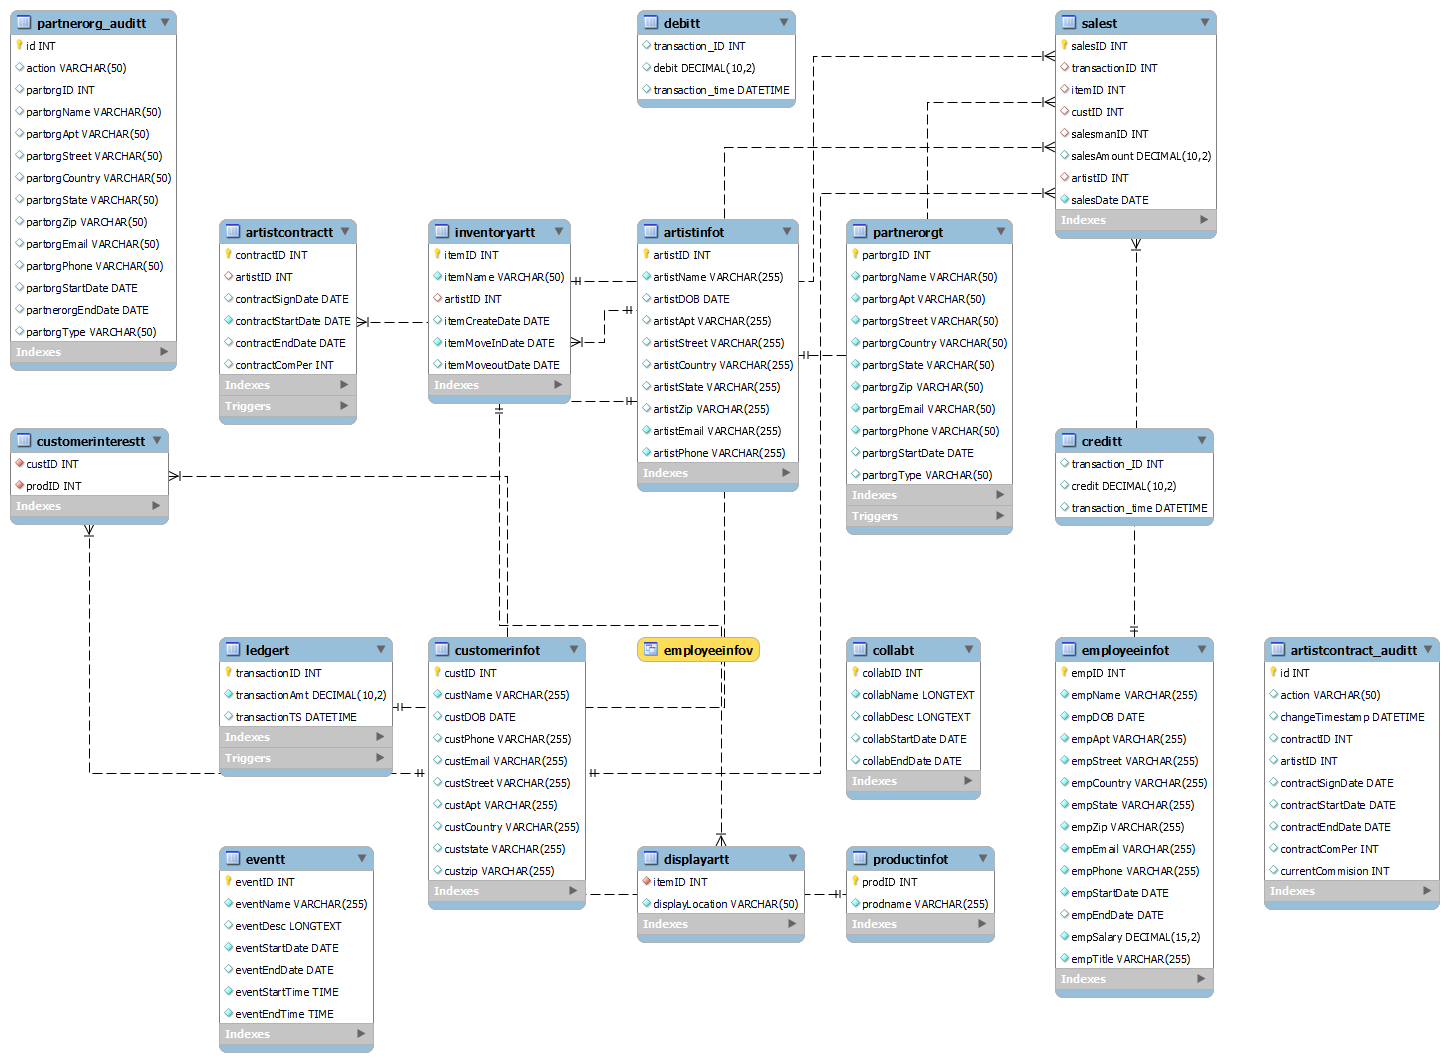 partnerorg_auditt
id INT
action VARCHAR(50)
partorgID INT
partorgName VARCHAR(50)
partorgApt VARCHAR(50)
partorgStreet VARCHAR(50)
partorgCountry VARCHAR(50)
partorgState VARCHAR(50)
partorgZip VARCHAR(50)
partorgEmail VARCHAR(50)
partorgPhone VARCHAR(50)
partorgStartDate DATE
partnerorgEndDate DATE
partorgType VARCHAR(50)
Indexes
debitt
transaction_ID INT
debit DECIMAL(10,2)
transaction_time DATETIME
salest
salesID INT
transactionID INT
itemID INT
custID INT
salesmanID INT
salesAmount DECIMAL(10,2)
artistID INT
salesDate DATE
Indexes
artistcontractt
contractID INT
artistID INT
contractSignDate DATE
contractStartDate DATE
contractEndDate DATE
contractComPer INT
Indexes
Triggers
inventoryartt
itemID INT
itemName VARCHAR(50)
artistID INT
itemCreateDate DATE
itemMoveInDate DATE
itemMoveoutDate DATE
Indexes
artistinfot
artistID INT
artistName VARCHAR(255)
artistDOB DATE
artistApt VARCHAR(255)
artistStreet VARCHAR(255)
artistCountry VARCHAR(255)
artistState VARCHAR(255)
artistZip VARCHAR(255)
artistEmail VARCHAR(255)
artistPhone VARCHAR(255)
Indexes
partnerorgt
partorgID INT
partorgName VARCHAR(50)
partorgApt VARCHAR(50)
partorgStreet VARCHAR(50)
partorgCountry VARCHAR(50)
partorgState VARCHAR(50)
partorgZip VARCHAR(50)
partorgEmail VARCHAR(50)
partorgPhone VARCHAR(50)
partorgStartDate DATE
partorgType VARCHAR(50)
Indexes
Triggers
customerinterestt
custID INT
prodID INT
Indexes
creditt
transaction_ID INT
credit DECIMAL(10,2)
transaction_time DATETIME
ledgert
transactionID INT
transactionAmt DECIMAL(10,2)
transactionTS DATETIME
Indexes
Triggers
customerinfot
custID INT
custName VARCHAR(255)
custDOB DATE
custPhone VARCHAR(255)
custEmail VARCHAR(255)
custStreet VARCHAR(255)
custApt VARCHAR(255)
custCountry VARCHAR(255)
custstate VARCHAR(255)
custzip VARCHAR(255)
Indexes
employeeinfov
collabt
collabID INT
collabName LONGTEXT
collabDesc LONGTEXT
collabStartDate DATE
collabEndDate DATE
Indexes
employeeinfot
empID INT
empName VARCHAR(255)
empDOB DATE
empApt VARCHAR(255)
empStreet VARCHAR(255)
empCountry VARCHAR(255)
empState VARCHAR(255)
empZip VARCHAR(255)
empEmail VARCHAR(255)
empPhone VARCHAR(255)
empStartDate DATE
empEndDate DATE
empSalary DECIMAL(15,2)
empTitle VARCHAR(255)
Indexes
artistcontract_auditt
id INT
action VARCHAR(50)
changeTimestamp DATETIME
contractID INT
artistID INT
contractSignDate DATE
contractStartDate DATE
contractEndDate DATE
contractComPer INT
currentCommision INT
Indexes
eventt
eventID INT
eventName VARCHAR(255)
eventDesc LONGTEXT
eventStartDate DATE
eventEndDate DATE
eventStartTime TIME
eventEndTime TIME
Indexes
displayartt
itemID INT
displayLocation VARCHAR(50)
Indexes
productinfot
prodID INT
prodname VARCHAR(255)
Indexes